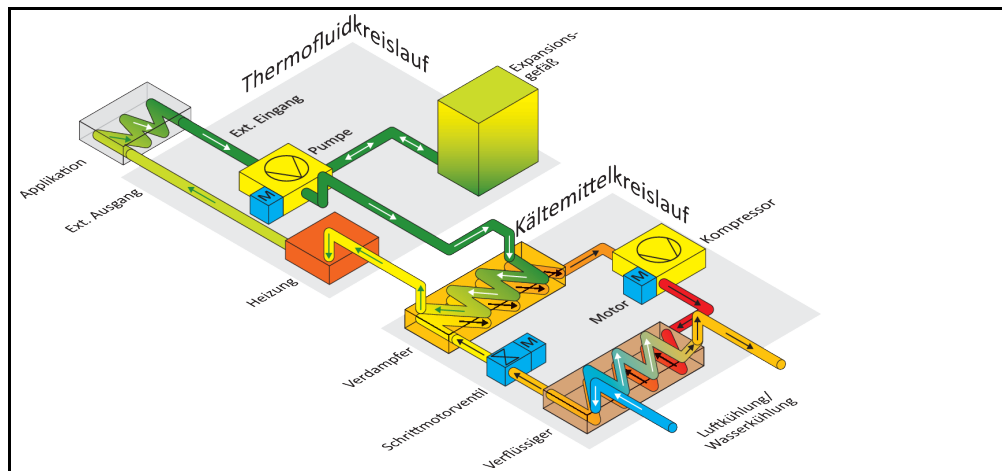 Thermofluidkreislauf
Expansions-
gefäß
Ext. Eingang
Pumpe
M
Applikation
Ext. Ausgang
Heizung
Kältemittelkreislauf
Kompressor
M
Motor
Verdampfer
M
Schrittmotorventil
Verflüssiger
Luftkühlung/
Wasserkühlung